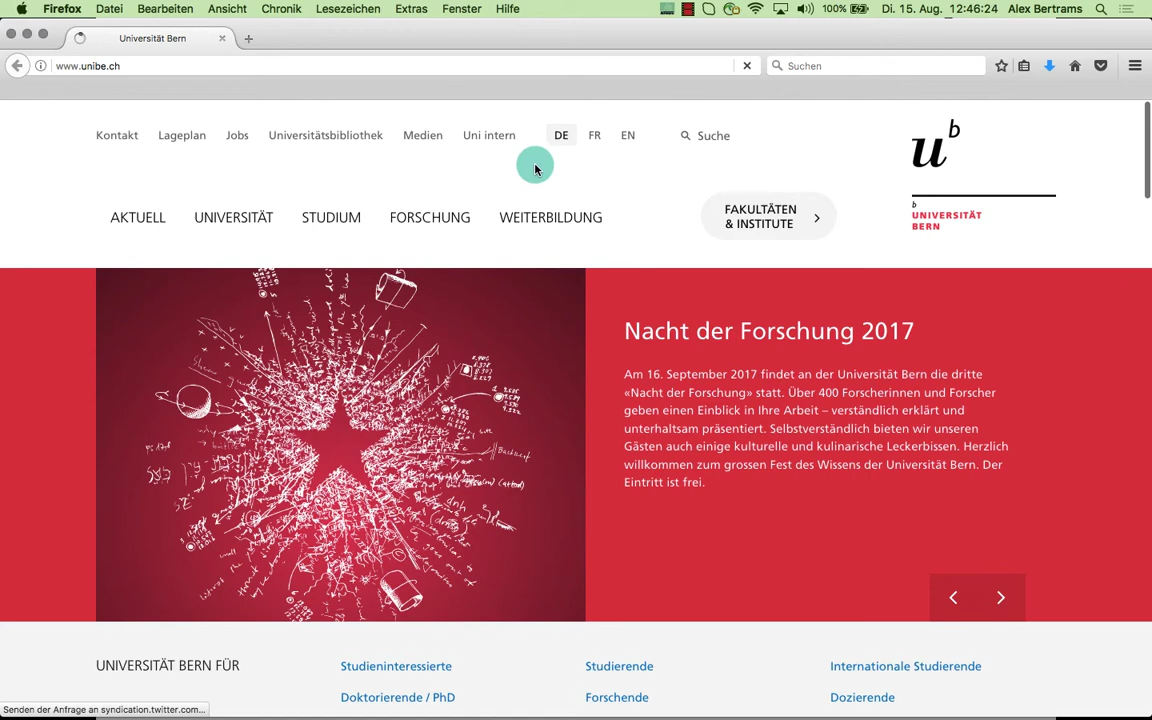 Firefox Datei Bearbeiten Ansicht Chronik Lesezeichen Extras Fenster Hilfe 100% Di. 15. Aug. 12:46:24 Alex Bertrams
Universität Bern
www.unibe.ch
Suchen
Kontakt Lageplan Jobs Universitätsbibliothek Medien Uni intern DE FR EN Suche
u^b
AKTUELL UNIVERSITÄT STUDIUM FORSCHUNG WEITERBILDUNG
FAKULTÄTEN
& INSTITUTE
b
UNIVERSITÄT
BERN
Nacht der Forschung 2017
Am 16. September 2017 findet an der Universität Bern die dritte
«Nacht der Forschung» statt. Über 400 Forscherinnen und Forscher
geben einen Einblick in Ihre Arbeit – verständlich erklärt und
unterhaltsam präsentiert. Selbstverständlich bieten wir unseren
Gästen auch einige kulturelle und kulinarische Leckerbissen. Herzlich
willkommen zum grossen Fest des Wissens der Universität Bern. Der
Eintritt ist frei.
UNIVERSITÄT BERN FÜR
Studieninteressierte Studierende Internationale Studierende
Doktorierende / PhD Forschende Dozierende
Senden der Anfrage an syndication.twitter.com...